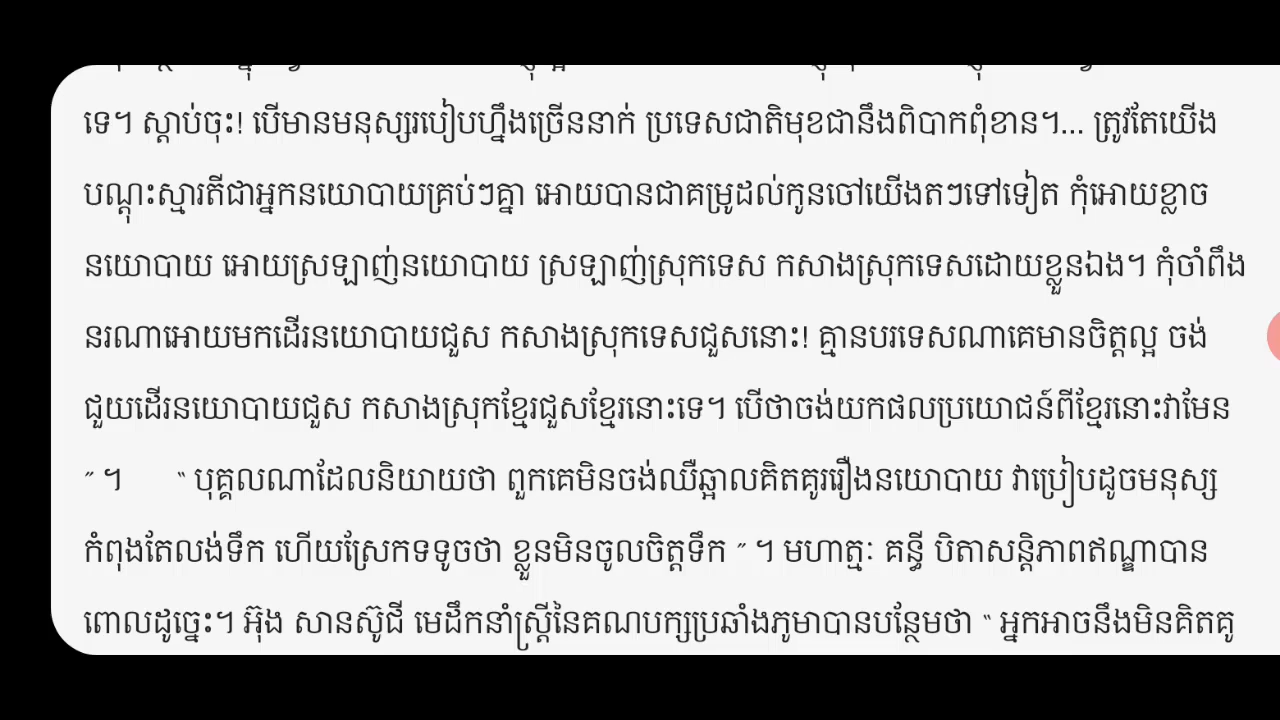 ទេ។ ស្តាប់ចុះ! បើមានមនុស្សរបៀបហ្នឹងច្រើននាក់ ប្រទេសជាតិមុខជានឹងពិបាកពុំខាន។... ត្រូវតែយើង
បណ្តុះស្មារតីជាអ្នកនយោបាយគ្រប់ៗគ្នា អោយបានជាគម្រូដល់កូនចៅយើងតៗទៅទៀត កុំអោយខ្លាច
នយោបាយ អោយស្រឡាញ់នយោបាយ ស្រឡាញ់ស្រុកទេស កសាងស្រុកទេសដោយខ្លួនឯង។ កុំចាំពឹង
នរណាអោយមកដើរនយោបាយជួស កសាងស្រុកទេសជួសនោះ! គ្មានបរទេសណាគេមានចិត្តល្អ ចង់
ជួយដើរនយោបាយជួស កសាងស្រុកខ្មែរជួសខ្មែរនោះទេ។ បើថាចង់យកផលប្រយោជន៍ពីខ្មែរនោះវាមែន
˝ ។ ‟ បុគ្គលណាដែលនិយាយថា ពួកគេមិនចង់ឈឺឆ្អាលគិតគូររឿងនយោបាយ វាប្រៀបដូចមនុស្ស
កំពុងតែលង់ទឹក ហើយស្រែកទទូចថា ខ្លួនមិនចូលចិត្តទឹក ˝ ។ មហាត្មៈ គន្ធី បិតាសន្តិភាពឥណ្ឌាបាន
ពោលដូច្នេះ។ អ៊ុង សានស៊ូជី មេដឹកនាំស្ត្រីនៃគណបក្សប្រឆាំងភូមាបានបន្ថែមថា ‟ អ្នកអាចនឹងមិនគិតគូ